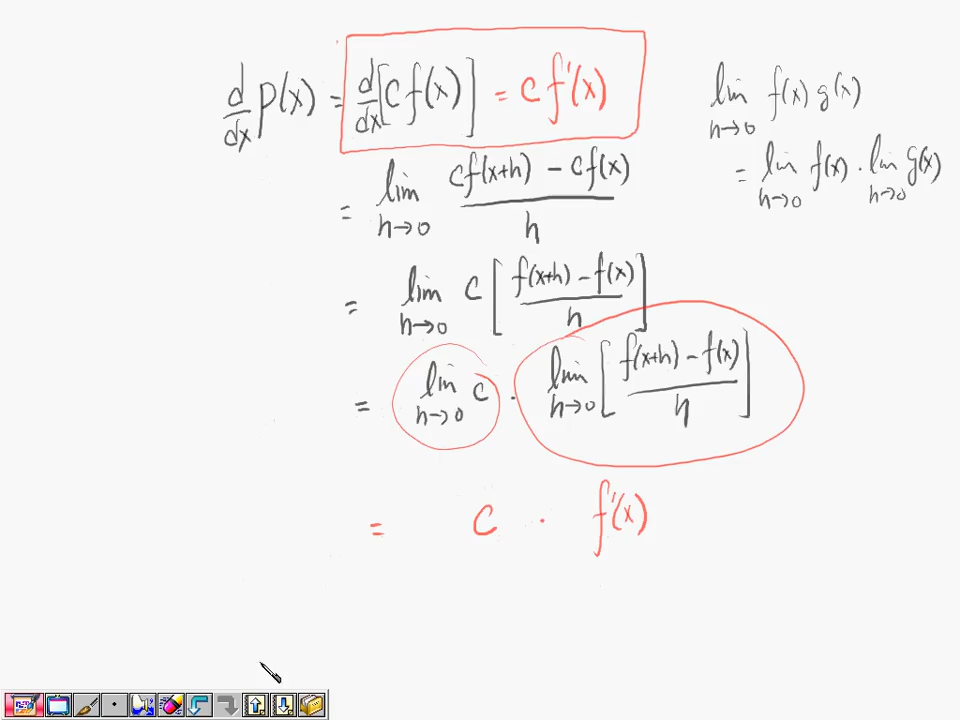 d/dx p(x) = d/dx [c f(x)] = c f'(x)
= lim h→0 cf(x+h) - cf(x) / h
= lim h→0 c [ f(x+h) - f(x) / h ]
= lim h→0 c · lim h→0 [ f(x+h) - f(x) / h ]
= c · f'(x)
lim h→0 f(x) g(x)
= lim h→0 f(x) · lim h→0 g(x)